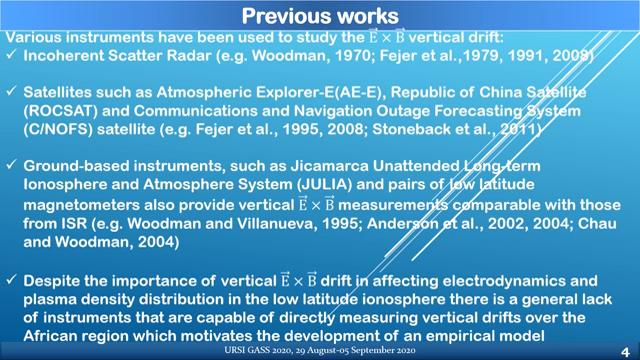 Previous works
Various instruments have been used to study the E⃗ × B⃗ vertical drift:
✓ Incoherent Scatter Radar (e.g. Woodman, 1970; Fejer et al.,1979, 1991, 2008)
✓ Satellites such as Atmospheric Explorer-E(AE-E), Republic of China Satellite
(ROCSAT) and Communications and Navigation Outage Forecasting System
(C/NOFS) satellite (e.g. Fejer et al., 1995, 2008; Stoneback et al., 2011)
✓ Ground-based instruments, such as Jicamarca Unattended Long-term
Ionosphere and Atmosphere System (JULIA) and pairs of low latitude
magnetometers also provide vertical E⃗ × B⃗ measurements comparable with those
from ISR (e.g. Woodman and Villanueva, 1995; Anderson et al., 2002, 2004; Chau
and Woodman, 2004)
✓ Despite the importance of vertical E⃗ × B⃗ drift in affecting electrodynamics and
plasma density distribution in the low latitude ionosphere there is a general lack
of instruments that are capable of directly measuring vertical drifts over the
African region which motivates the development of an empirical model
URSI GASS 2020, 29 August-05 September 2020
4